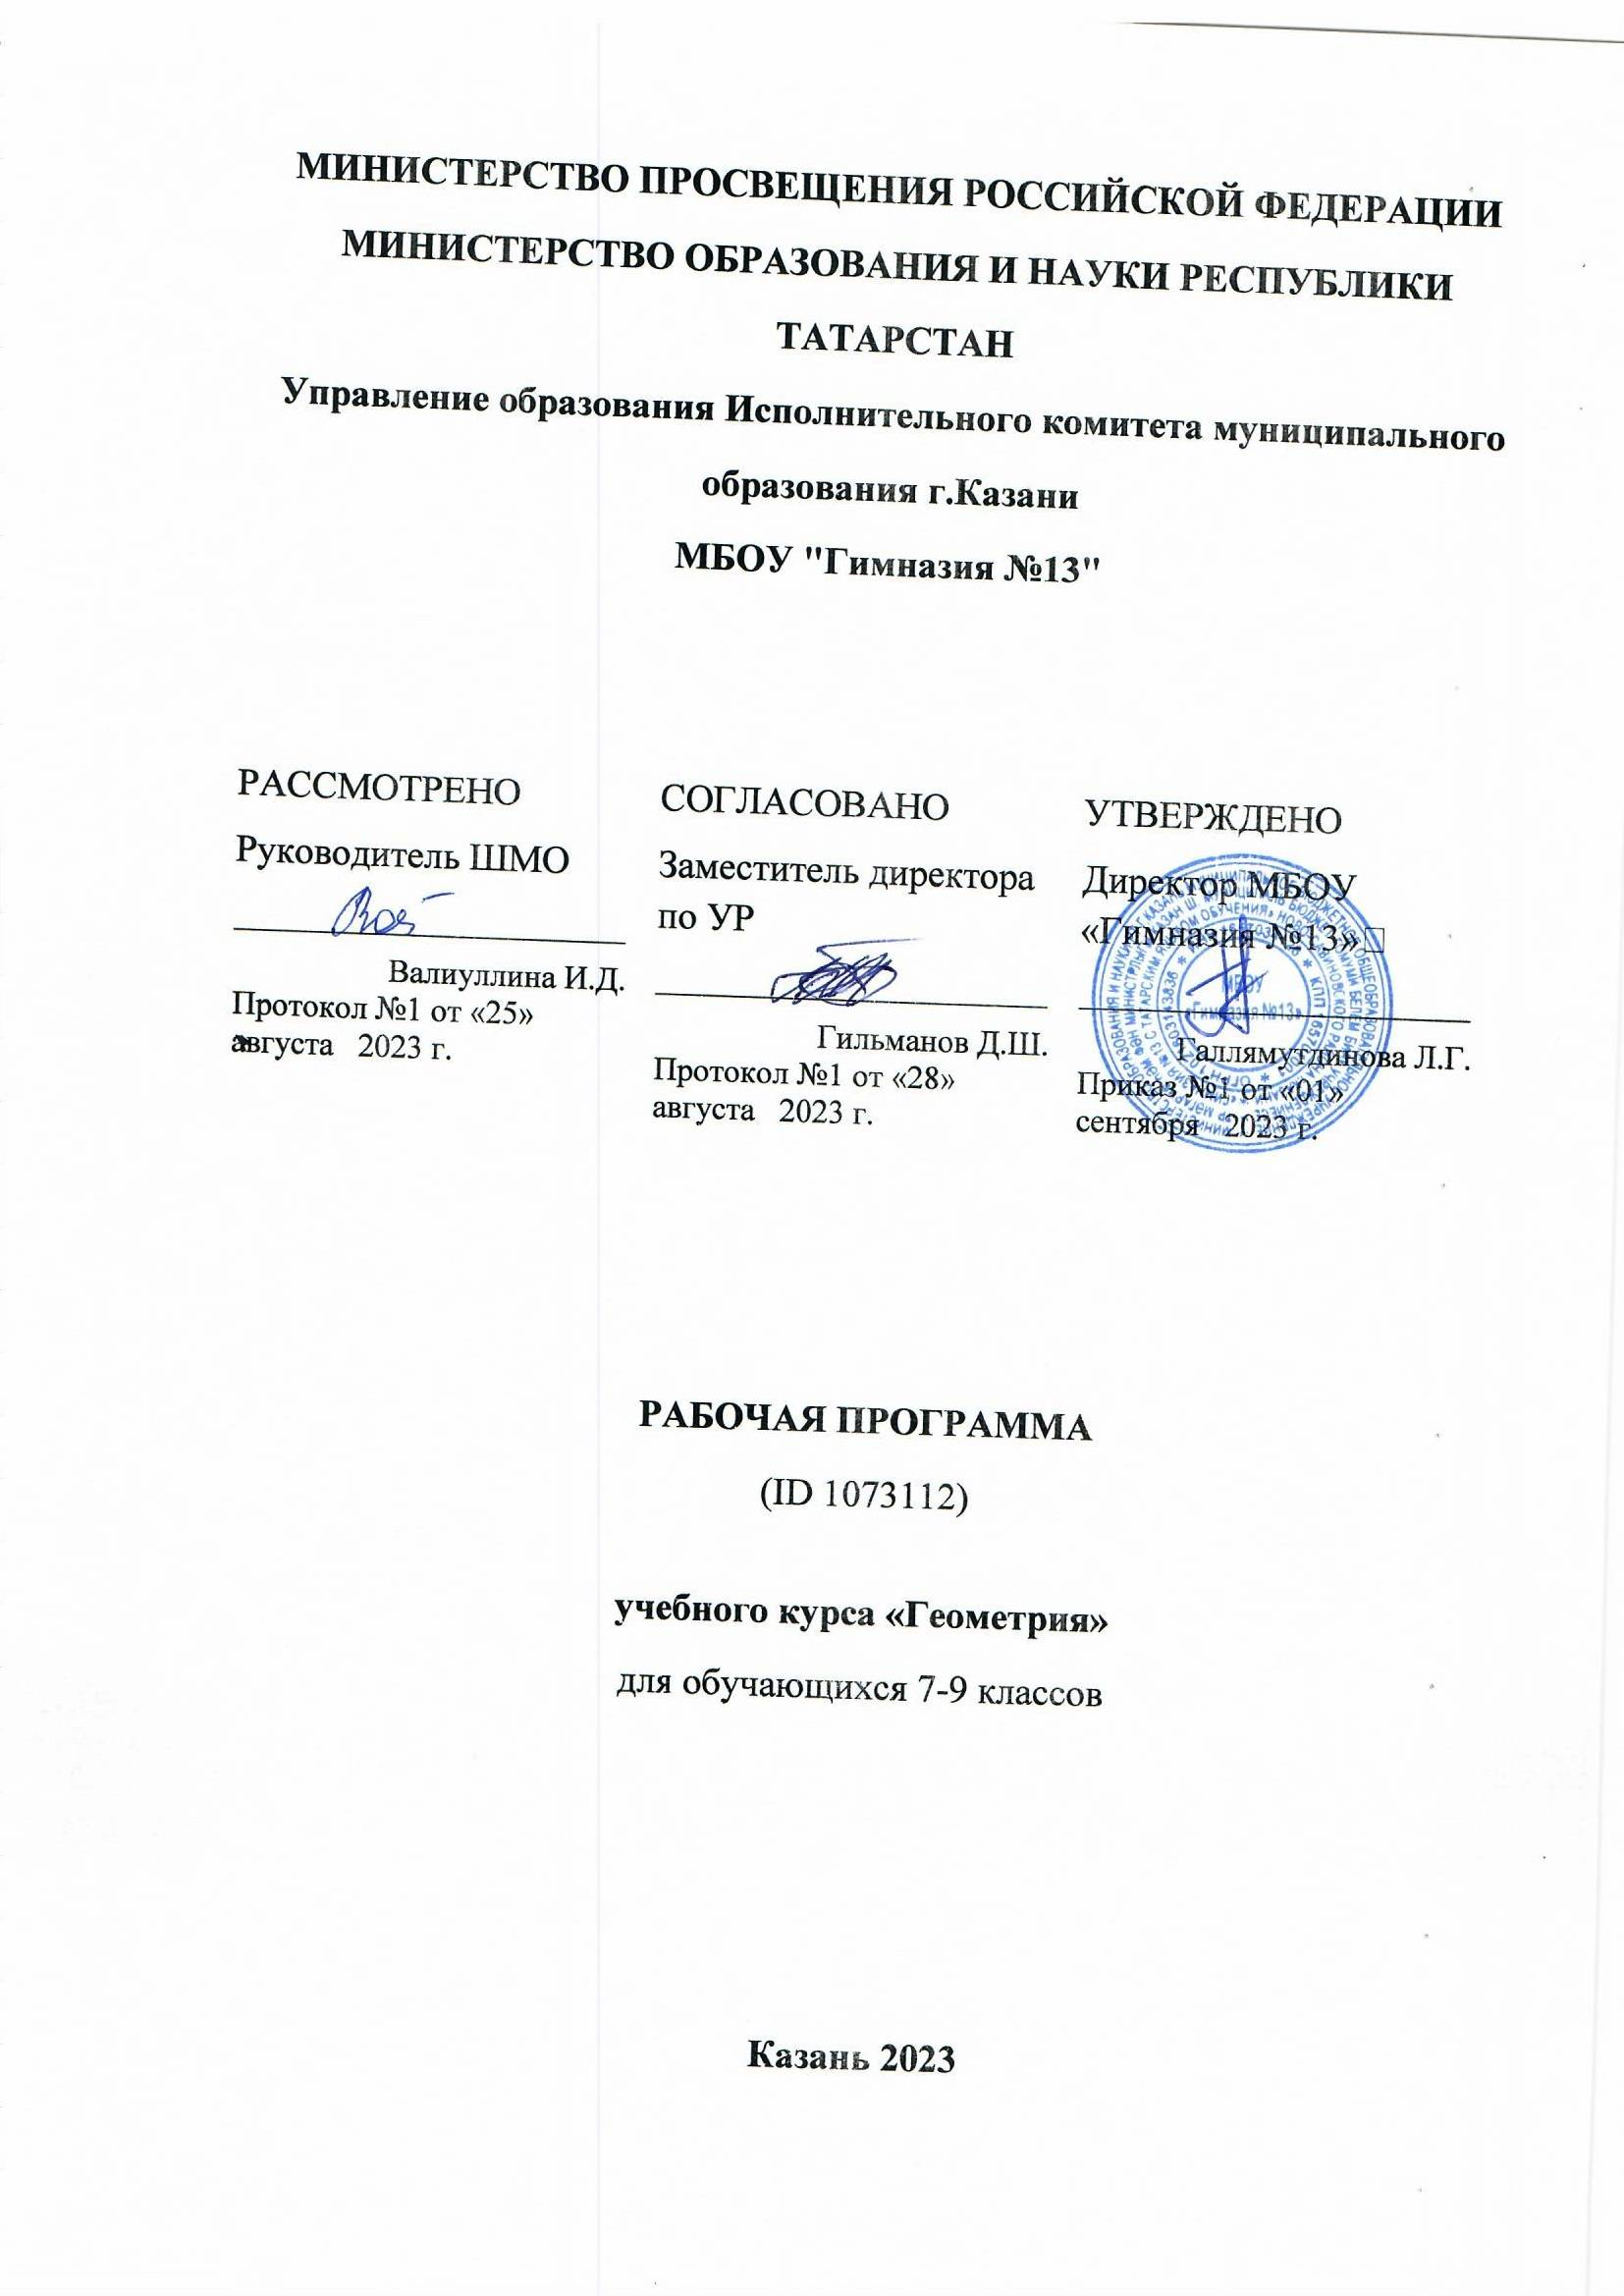 МИНИСТЕРСТВО ПРОСВЕЩЕНИЯ РОССИЙСКОЙ ФЕДЕРАЦИИ
МИНИСТЕРСТВО ОБРАЗОВАНИЯ И НАУКИ РЕСПУБЛИКИ
ТАТАРСТАН
Управление образования Исполнительного комитета муниципального
образования г.Казани
МБОУ "Гимназия №13"
РАССМОТРЕНО
Руководитель ШМО
Валиуллина И.Д.
Протокол №1 от «25»
августа 2023 г.
СОГЛАСОВАНО
Заместитель директора
по УР
Гильманов Д.Ш.
Протокол №1 от «28»
августа 2023 г.
УТВЕРЖДЕНО
Директор МБОУ
«Гимназия №13»
Галлямутдинова Л.Г.
Приказ №1 от «01»
сентября 2023 г.
МБОУ
«Гимназия №13»
РАБОЧАЯ ПРОГРАММА
(ID 1073112)
учебного курса «Геометрия»
для обучающихся 7-9 классов
Казань 2023